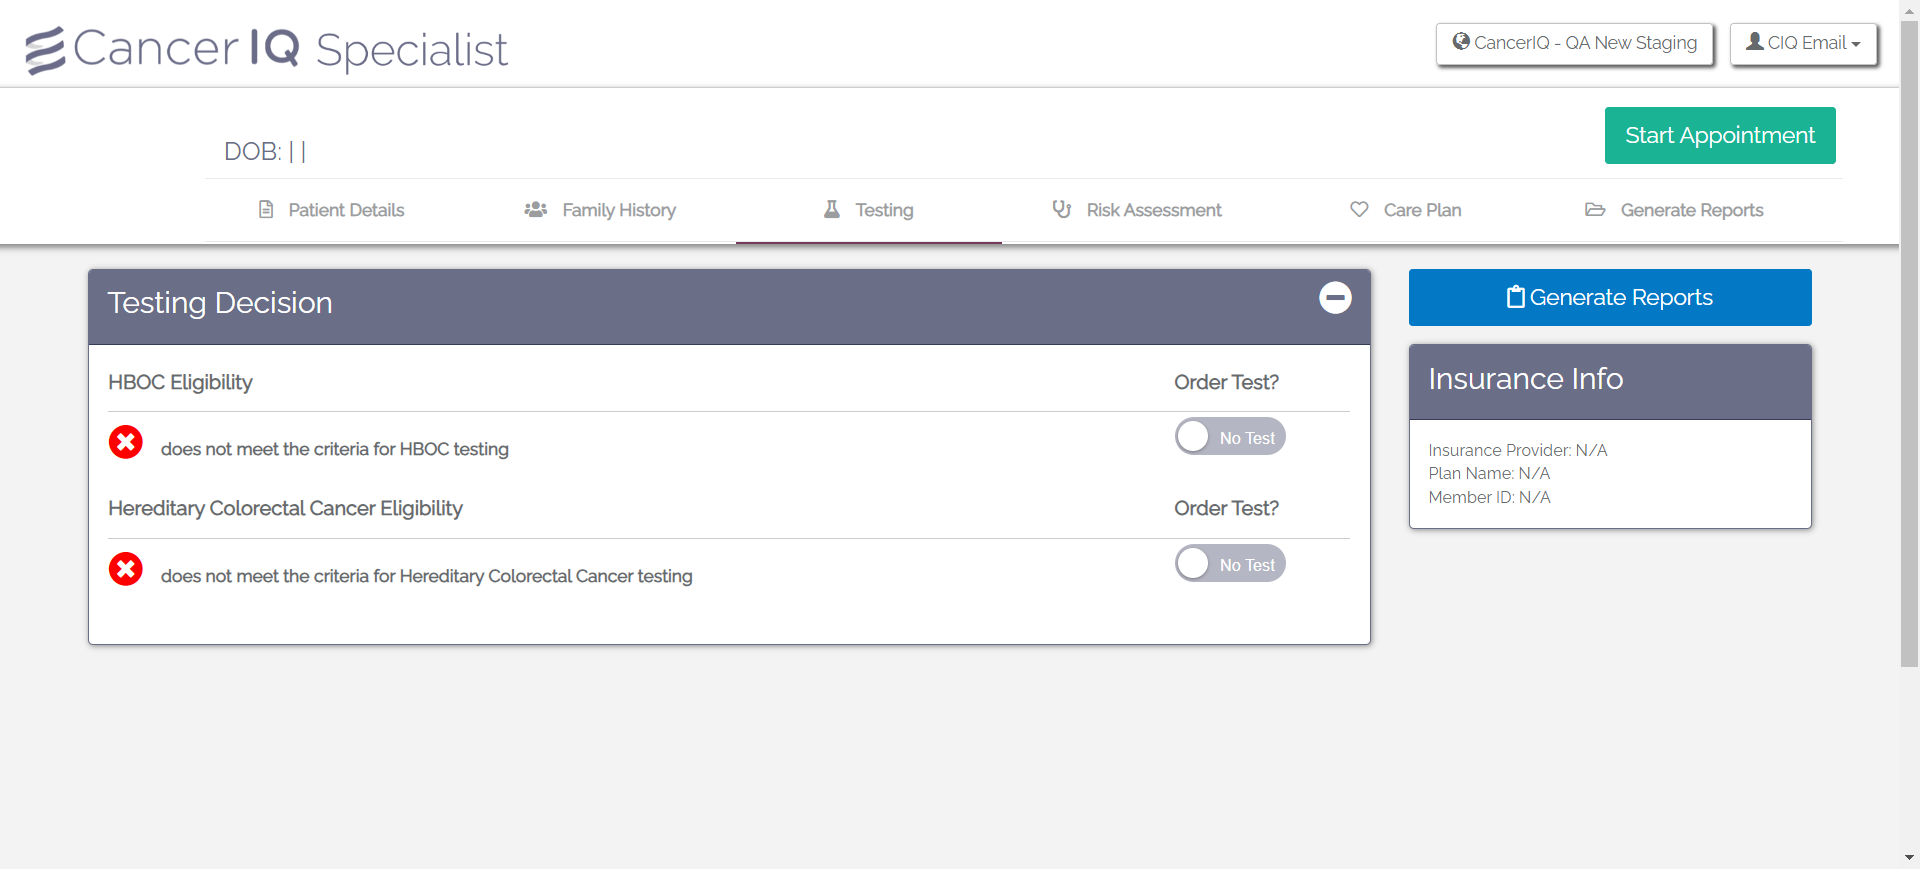 Cancer IQ Specialist
CancerIQ - QA New Staging
CIQ Email
DOB: | |
Start Appointment
Patient Details
Family History
Testing
Risk Assessment
Care Plan
Generate Reports
Testing Decision
HBOC Eligibility
Order Test?
does not meet the criteria for HBOC testing
No Test
Hereditary Colorectal Cancer Eligibility
Order Test?
does not meet the criteria for Hereditary Colorectal Cancer testing
No Test
Generate Reports
Insurance Info
Insurance Provider: N/A
Plan Name: N/A
Member ID: N/A